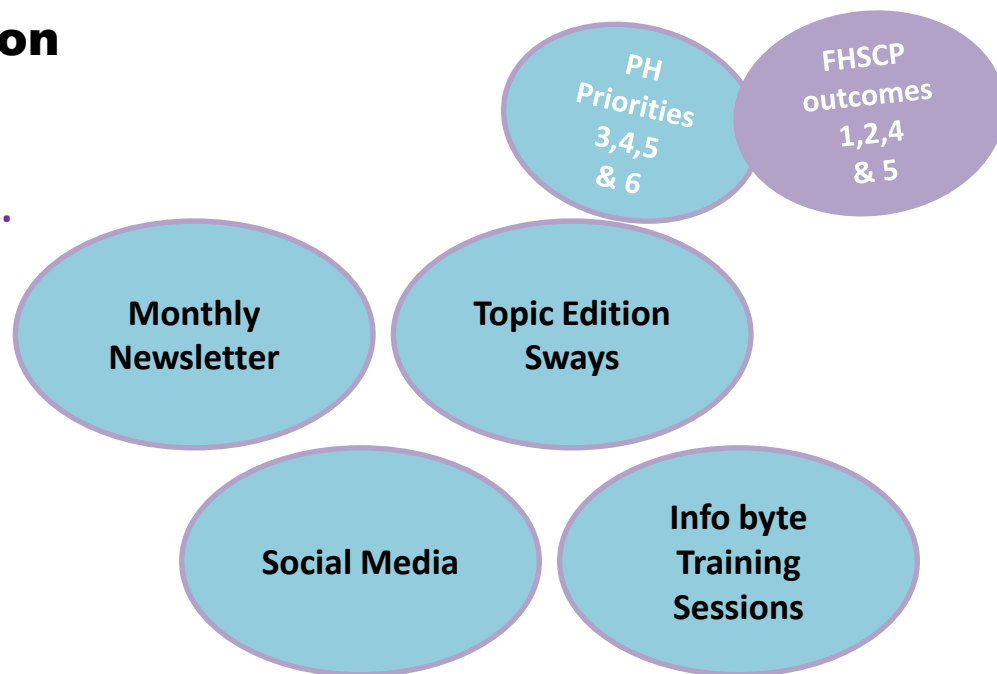 on
.
PH
Priorities
3,4,5
& 6
FHSCP
outcomes
1,2,4
& 5
Monthly
Newsletter
Topic Edition
Sways
Social Media
Info byte
Training
Sessions